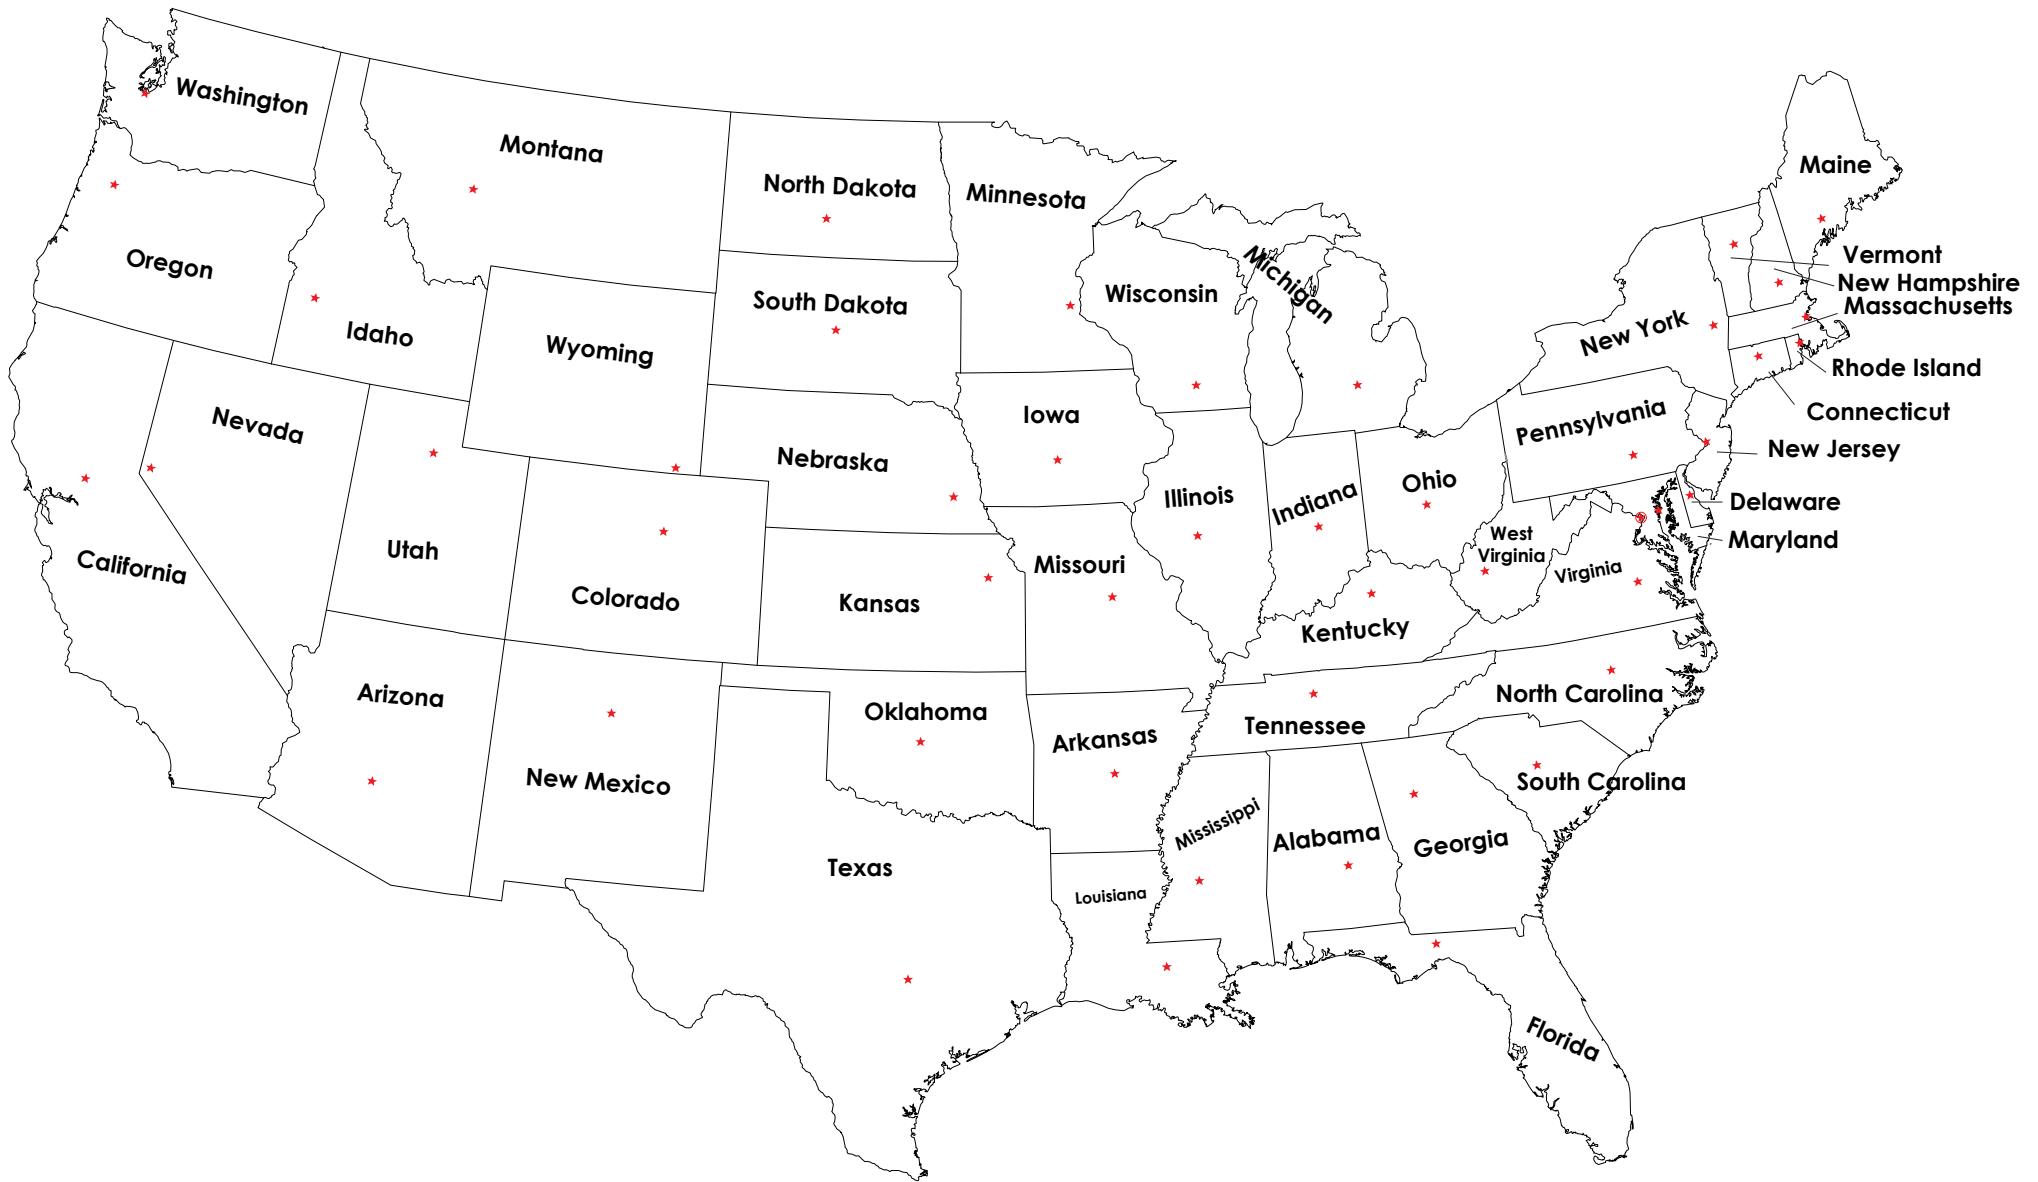 Washington
Montana
North Dakota
Minnesota
Maine
Oregon
Idaho
Wyoming
South Dakota
Wisconsin
Michigan
Vermont
New Hampshire
Massachusetts
New York
Rhode Island
Connecticut
Nevada
Nebraska
Iowa
Pennsylvania
New Jersey
Illinois
Indiana
Ohio
Delaware
Maryland
West
Virginia
Virginia
California
Utah
Colorado
Kansas
Missouri
Kentucky
Arizona
New Mexico
Oklahoma
Arkansas
Tennessee
North Carolina
South Carolina
Texas
Louisiana
Mississippi
Alabama
Georgia
Florida